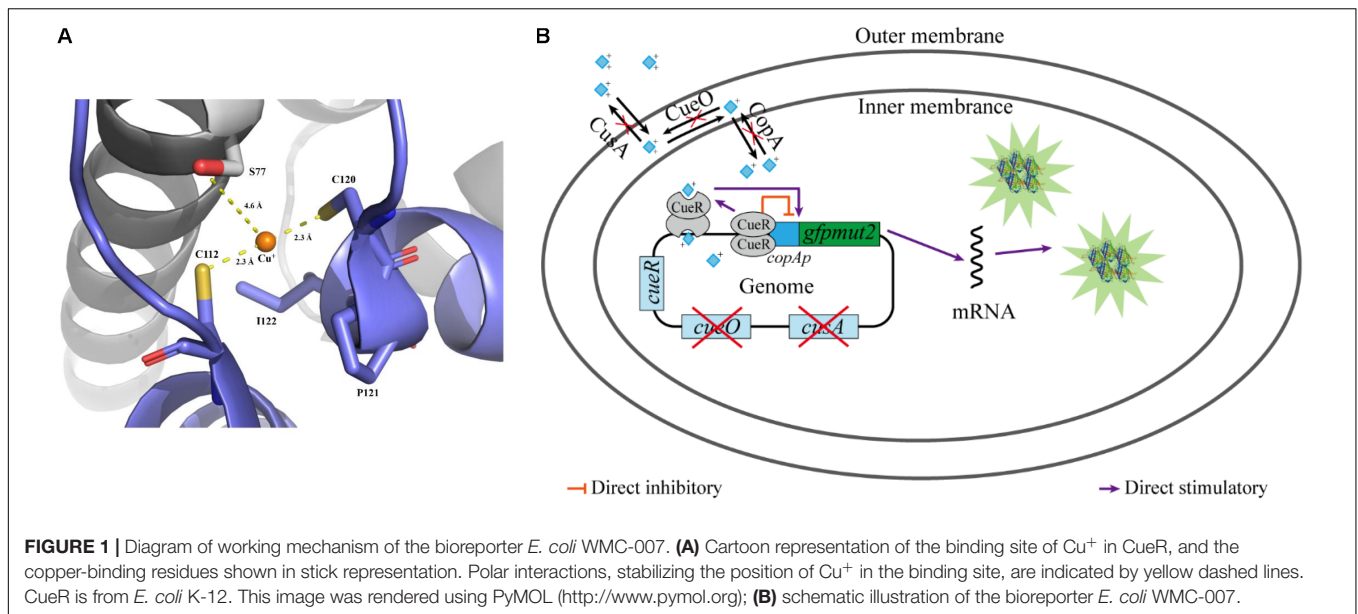 A
S77
C120
4.6 Å
2.3 Å
Cu+
2.3 Å
C112
I122
P121
B
Outer membrane
Inner membrance
CueO
CusA
CopA
CueR
CueR
CueR
gfpmut2
copAp
cueR
Genome
mRNA
cueO
cusA
Direct inhibitory
Direct stimulatory
FIGURE 1 | Diagram of working mechanism of the bioreporter E. coli WMC-007. (A) Cartoon representation of the binding site of Cu+ in CueR, and the
copper-binding residues shown in stick representation. Polar interactions, stabilizing the position of Cu+ in the binding site, are indicated by yellow dashed lines.
CueR is from E. coli K-12. This image was rendered using PyMOL (http://www.pymol.org); (B) schematic illustration of the bioreporter E. coli WMC-007.